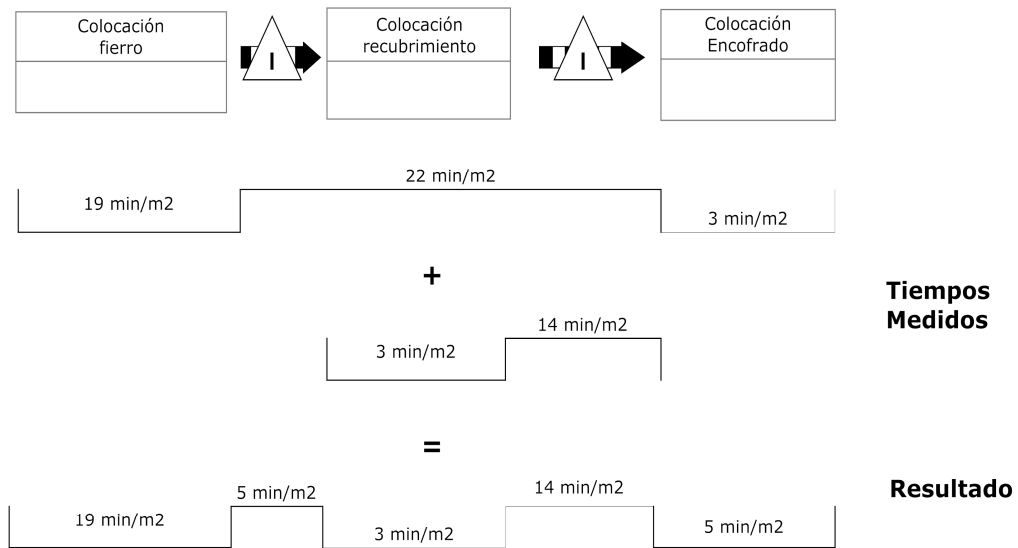 Colocación
fierro
I
Colocación
recubrimiento
I
Colocación
Encofrado
22 min/m2
19 min/m2
3 min/m2
+
Tiempos
Medidos
14 min/m2
3 min/m2
=
Resultado
5 min/m2
14 min/m2
19 min/m2
3 min/m2
5 min/m2